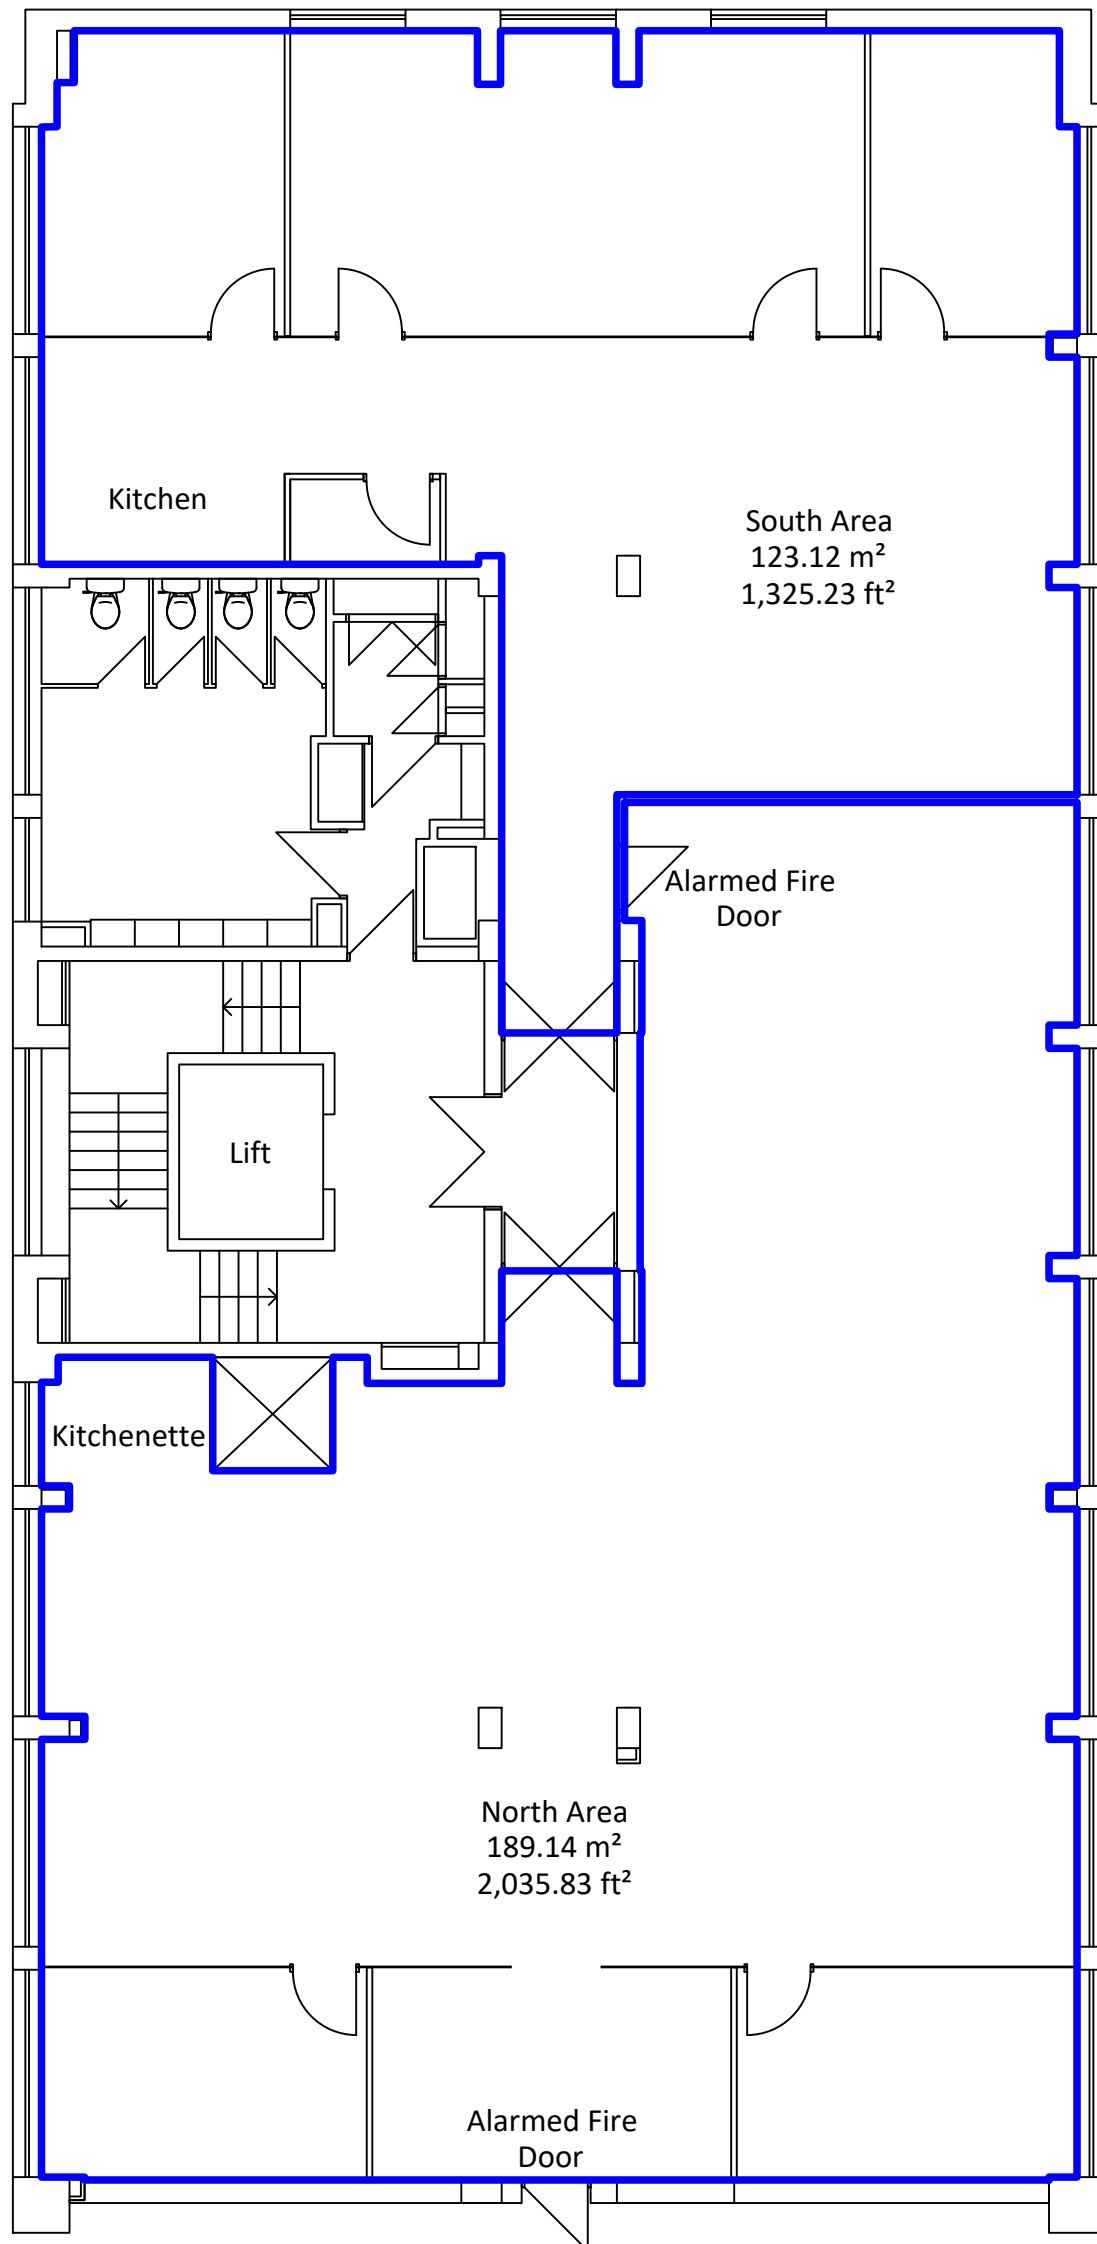 Kitchen
South Area
123.12 m²
1,325.23 ft²
Alarmed Fire
Door
Lift
Kitchenette
North Area
189.14 m²
2,035.83 ft²
Alarmed Fire
Door